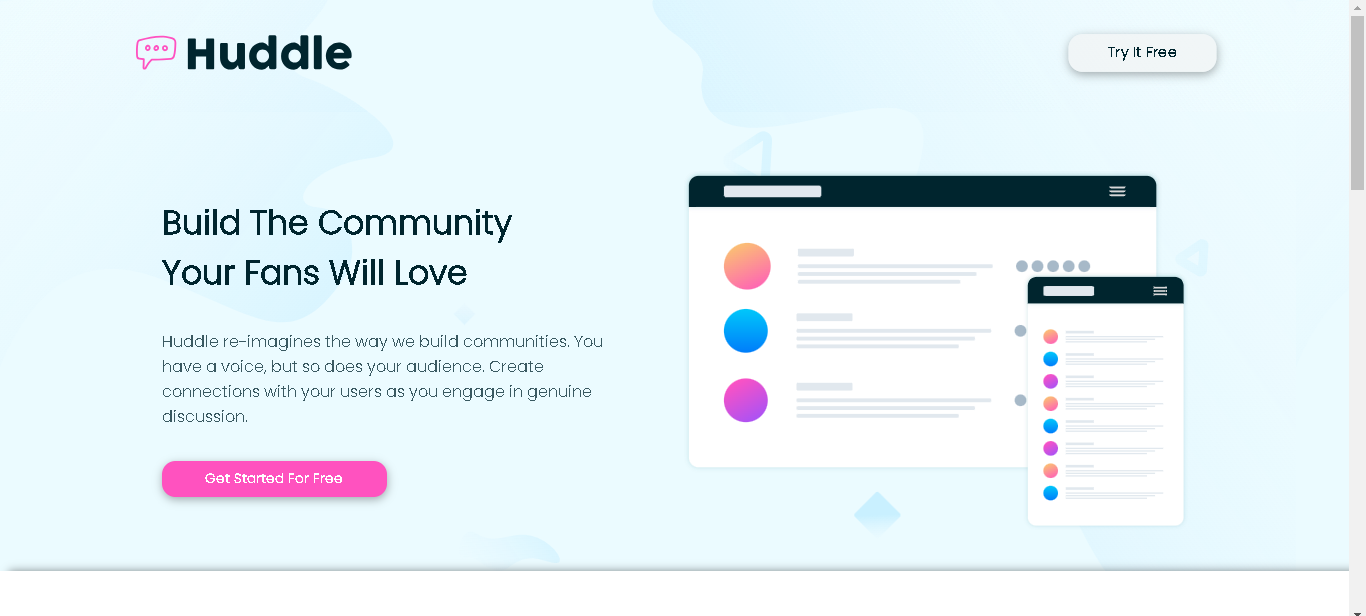 Huddle
Try It Free
Build The Community
Your Fans Will Love
Huddle re-imagines the way we build communities. You
have a voice, but so does your audience. Create
connections with your users as you engage in genuine
discussion.
Get Started For Free